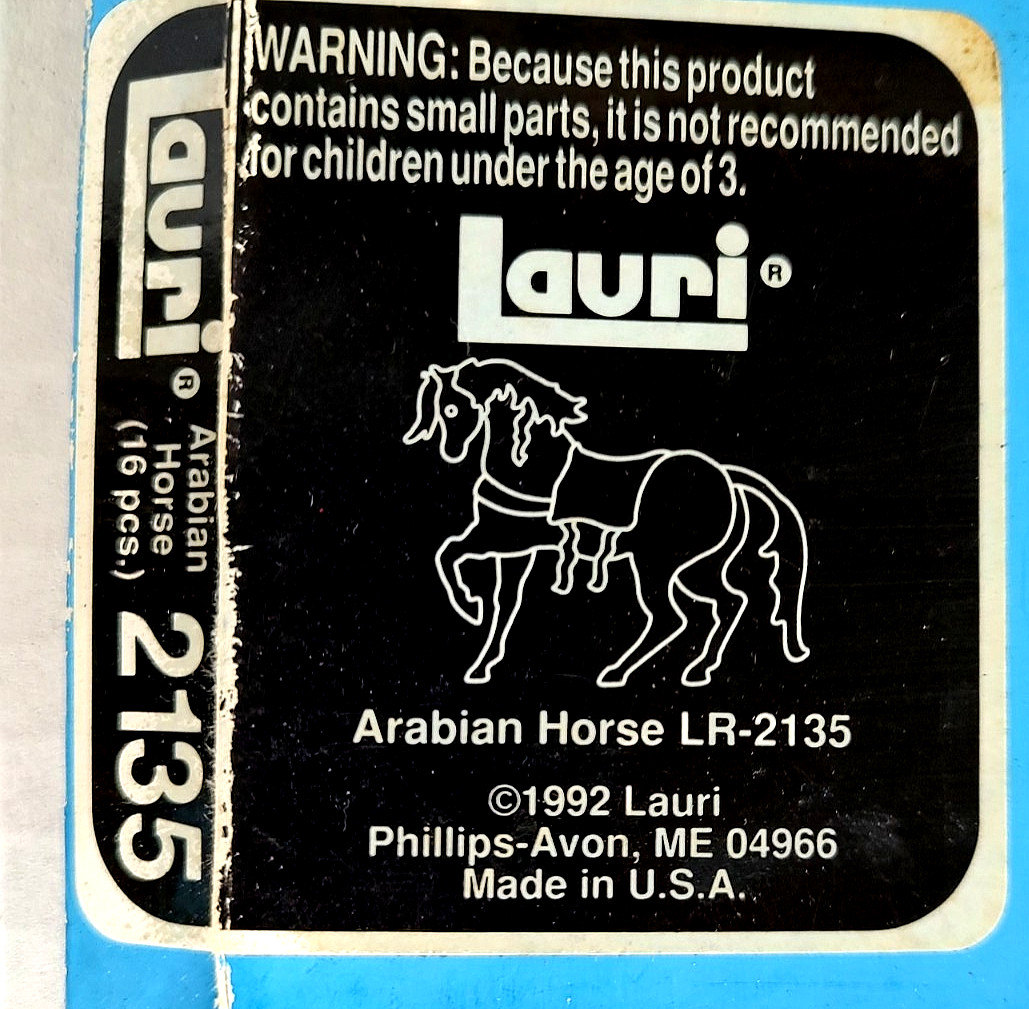 WARNING: Because this product
contains small parts, it is not recommended
for children under the age of 3.
Lauri®
Arabian Horse LR-2135
©1992 Lauri
Phillips-Avon, ME 04966
Made in U.S.A.
Lauri®
Arabian
Horse
(16 pcs.)
2135